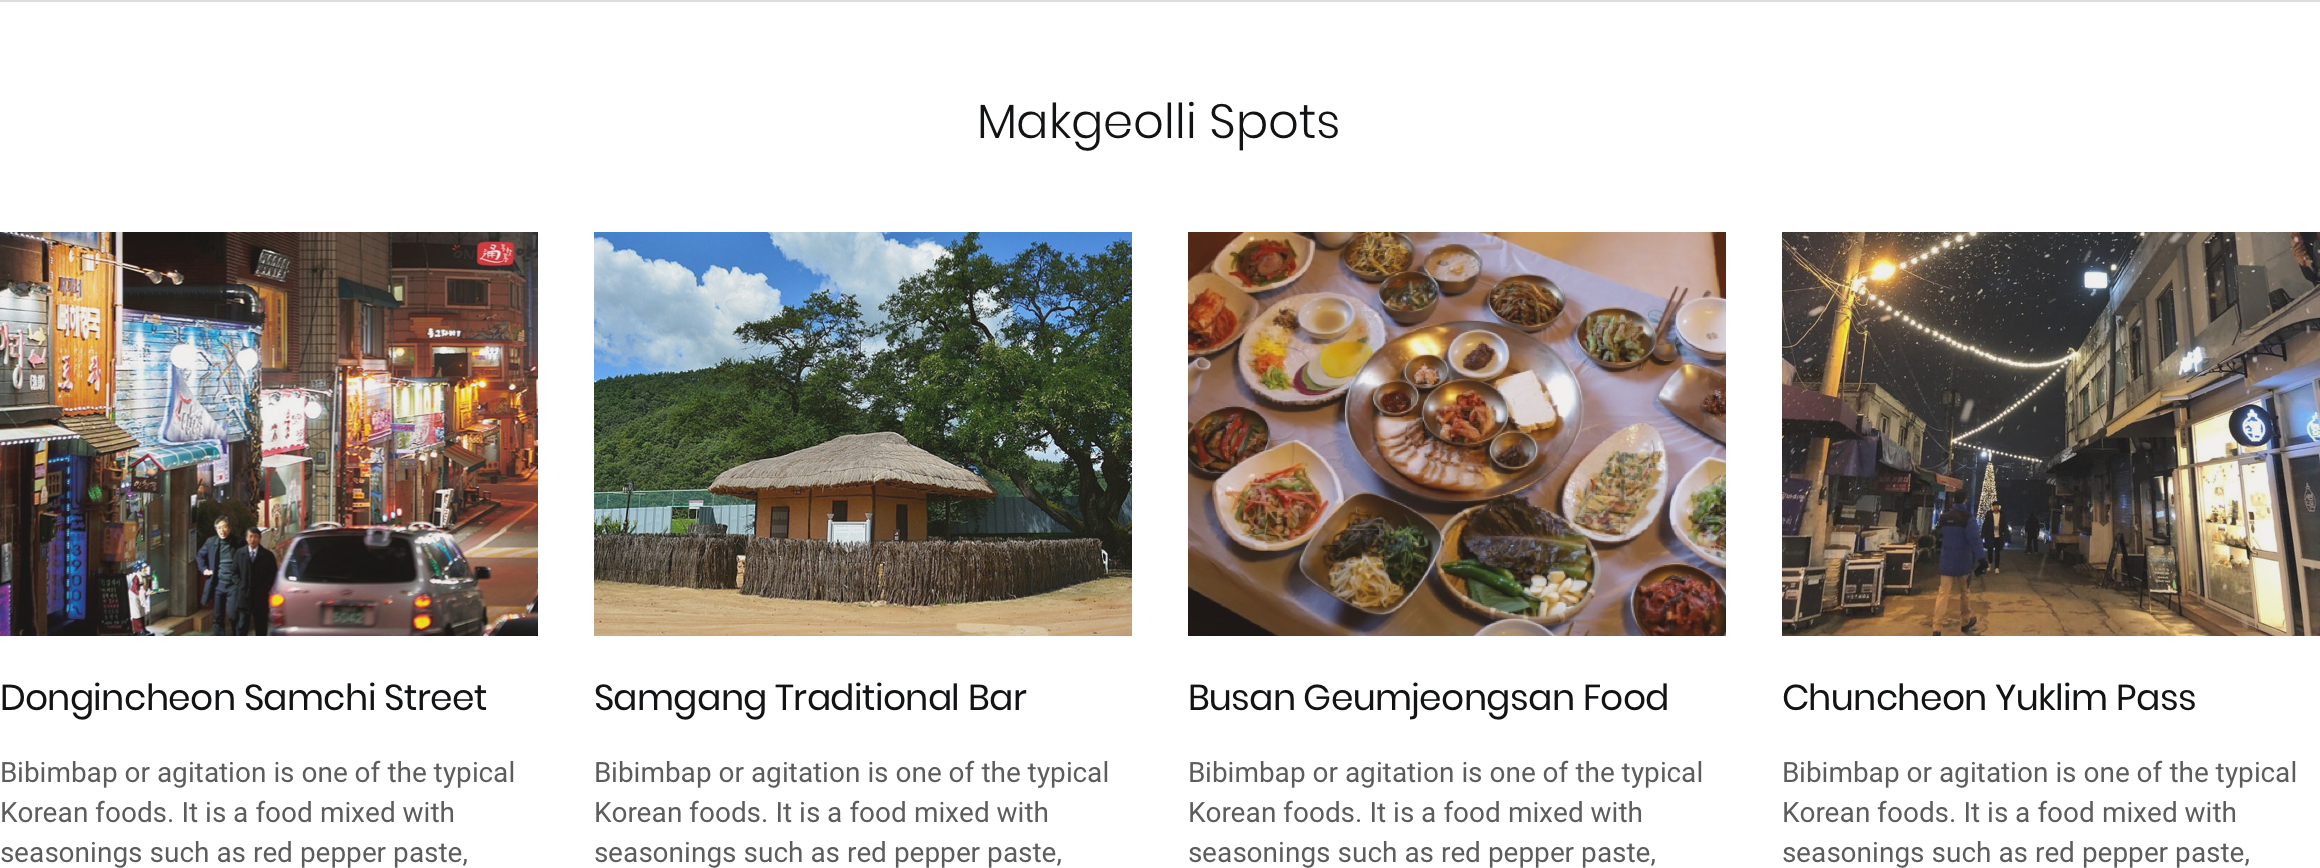 Makgeolli Spots
Dongincheon Samchi Street
Bibimbap or agitation is one of the typical
Korean foods. It is a food mixed with
seasonings such as red pepper paste,
Samgang Traditional Bar
Bibimbap or agitation is one of the typical
Korean foods. It is a food mixed with
seasonings such as red pepper paste,
Busan Geumjeongsan Food
Bibimbap or agitation is one of the typical
Korean foods. It is a food mixed with
seasonings such as red pepper paste,
Chuncheon Yuklim Pass
Bibimbap or agitation is one of the typical
Korean foods. It is a food mixed with
seasonings such as red pepper paste,